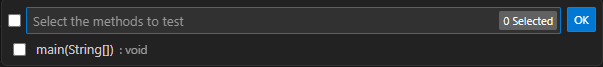 Select the methods to test 0 Selected OK
main(String[]) : void